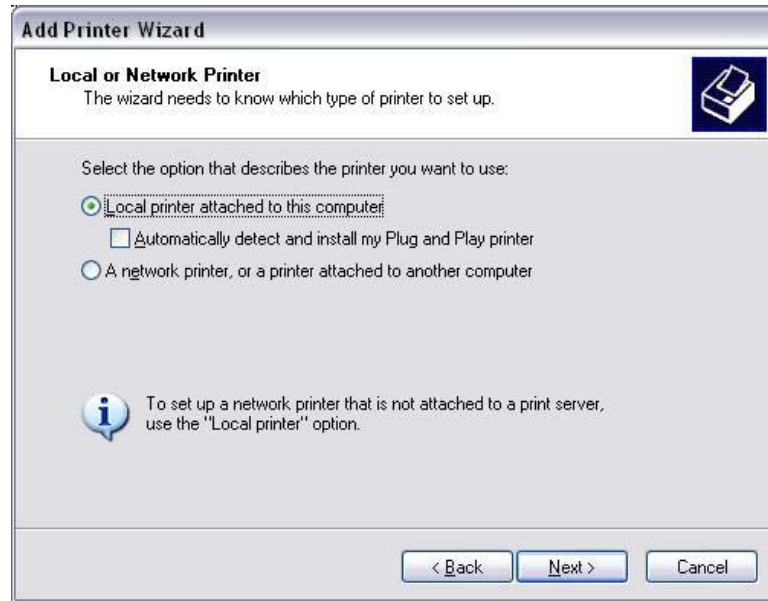 Add Printer Wizard
Local or Network Printer
The wizard needs to know which type of printer to set up.
Select the option that describes the printer you want to use:
Local printer attached to this computer
Automatically detect and install my Plug and Play printer
A network printer, or a printer attached to another computer
To set up a network printer that is not attached to a print server,
use the "Local printer" option.
< Back Next > Cancel